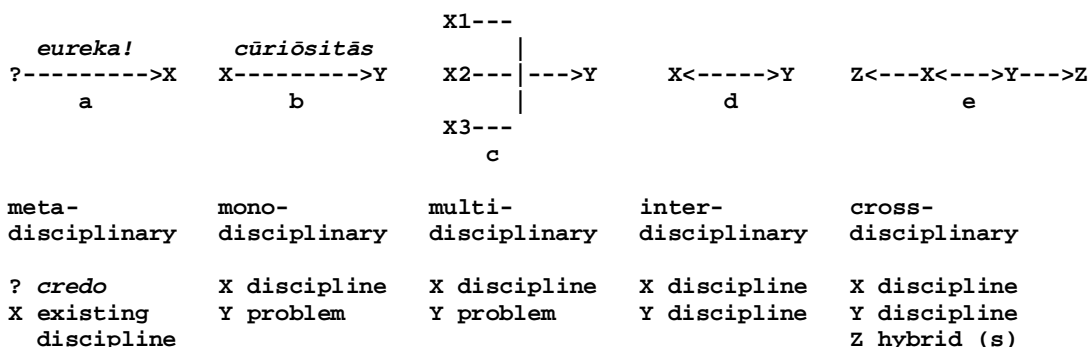 X1---
eureka! cūriōsitās |
?--------->X X--------->Y X2---|--->Y X<----->Y Z<---X<--->Y--->Z
a b | d e
X3---
c
meta- mono- multi- inter- cross-
disciplinary disciplinary disciplinary disciplinary disciplinary
? credo X discipline X discipline X discipline X discipline
X existing Y problem Y problem Y discipline Y discipline
discipline Z hybrid (s)